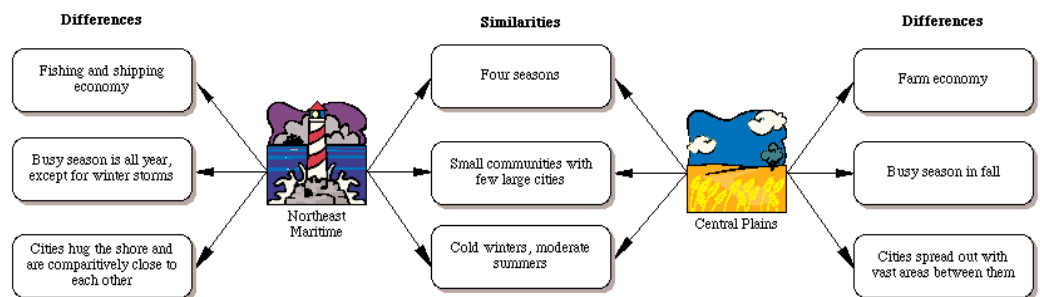 Differences
Similarities
Differences
Fishing and shipping
economy
Four seasons
Farm economy
Busy season is all year,
except for winter storms
Small communities with
few large cities
Busy season in fall
Northeast
Maritime
Central Plains
Cities hug the shore and
are comparitively close to
each other
Cold winters, moderate
summers
Cities spread out with
vast areas between them